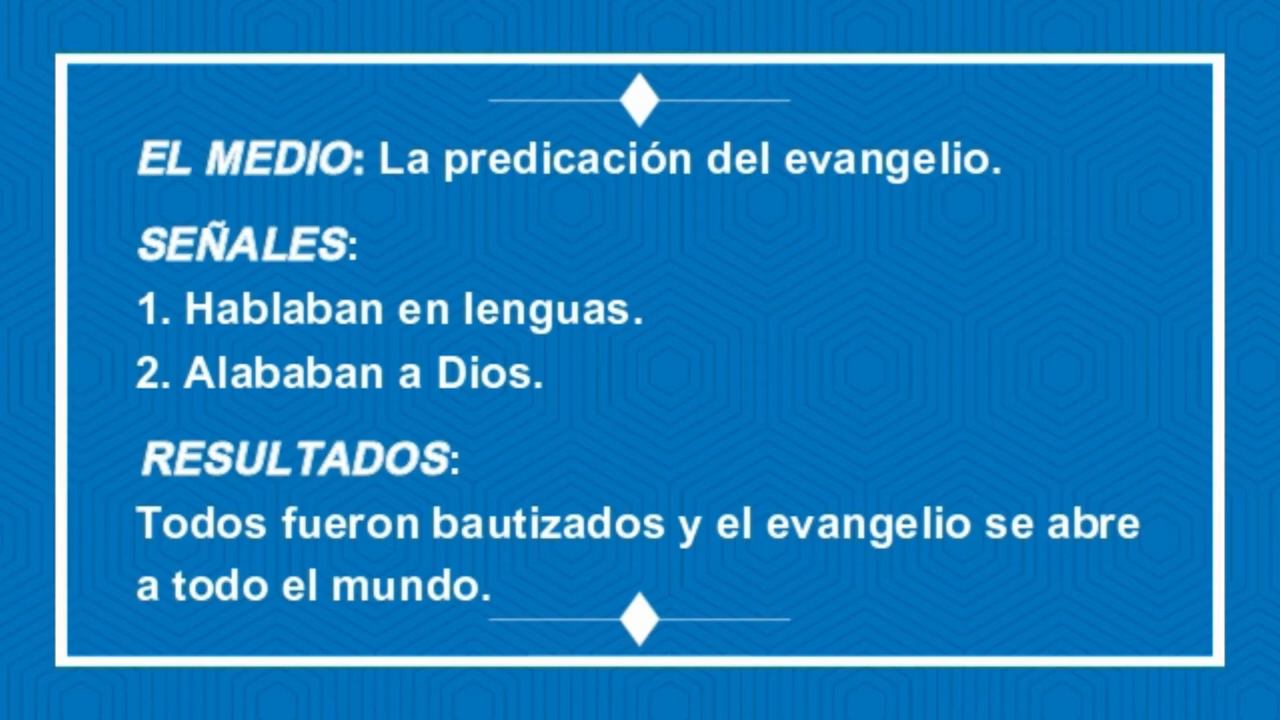 EL MEDIO: La predicación del evangelio.
SEÑALES:
1. Hablaban en lenguas.
2. Alababan a Dios.
RESULTADOS:
Todos fueron bautizados y el evangelio se abre
a todo el mundo.